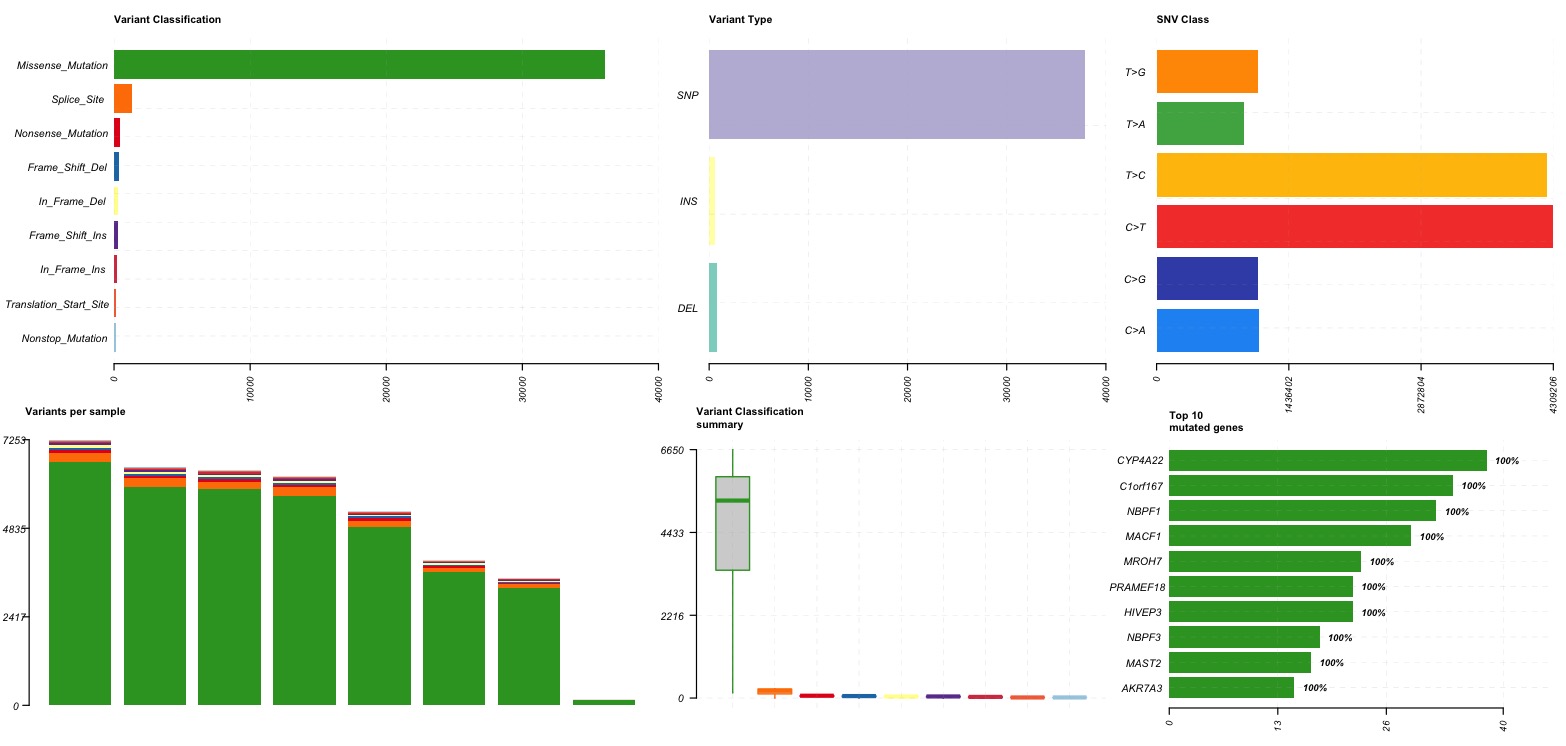 Variant Classification
Missense_Mutation
Splice_Site
Nonsense_Mutation
Frame_Shift_Del
In_Frame_Del
Frame_Shift_Ins
In_Frame_Ins
Translation_Start_Site
Nonstop_Mutation
0
10000
20000
30000
40000
Variant Type
SNP
INS
DEL
0
10000
20000
30000
40000
SNV Class
T>G
T>A
T>C
C>T
C>G
C>A
0
1436402
2872804
4309206
Variants per sample
7253
4835
2417
0
Variant Classification
summary
6650
4433
2216
0
Top 10
mutated genes
CYP4A22 100%
C1orf167 100%
NBPF1 100%
MACF1 100%
MROH7 100%
PRAMEF18 100%
HIVEP3 100%
NBPF3 100%
MAST2 100%
AKR7A3 100%
0
13
26
40